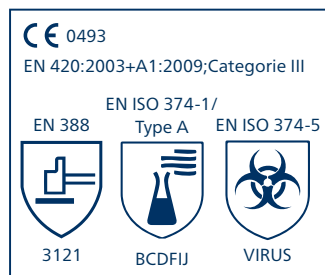 CE 0493
EN 420:2003+A1:2009;Categorie III
EN 388
EN ISO 374-1/
Type A
EN ISO 374-5
3121
BCDFIJ
VIRUS